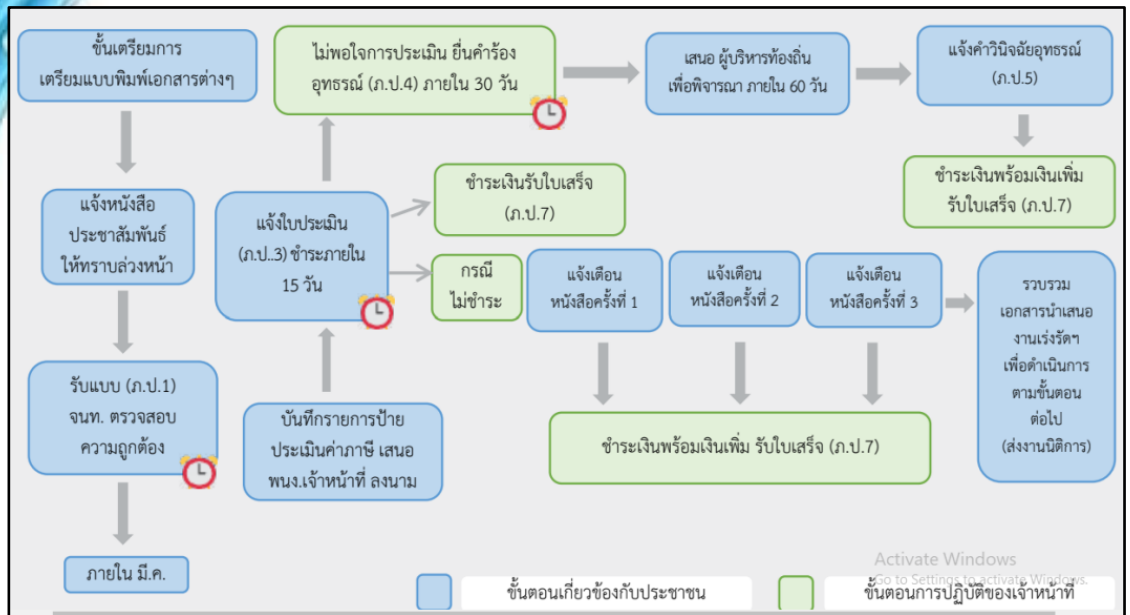 ขั้นเตรียมการ
เตรียมแบบพิมพ์เอกสารต่างๆ
ไม่พอใจการประเมิน ยื่นคำร้อง
อุทธรณ์ (ภ.ป.4) ภายใน 30 วัน
เสนอ ผู้บริหารท้องถิ่น
เพื่อพิจารณา ภายใน 60 วัน
แจ้งคำวินิจฉัยอุทธรณ์
(ภ.ป.5)
ชำระเงินพร้อมเงินเพิ่ม
รับใบเสร็จ (ภ.ป.7)
แจ้งหนังสือ
ประชาสัมพันธ์
ให้ทราบล่วงหน้า
แจ้งใบประเมิน
(ภ.ป..3) ชำระภายใน
15 วัน
ชำระเงินรับใบเสร็จ
(ภ.ป.7)
กรณี
ไม่ชำระ
แจ้งเตือน
หนังสือครั้งที่ 1
แจ้งเตือน
หนังสือครั้งที่ 2
แจ้งเตือน
หนังสือครั้งที่ 3
รวบรวม
เอกสารนำเสนอ
งานเร่งรัดฯ
เพื่อดำเนินการ
ตามขั้นตอน
ต่อไป
(ส่งงานนิติการ)
รับแบบ (ภ.ป.1)
จนท. ตรวจสอบ
ความถูกต้อง
บันทึกรายการป้าย
ประเมินค่าภาษี เสนอ
พนง.เจ้าหน้าที่ ลงนาม
ชำระเงินพร้อมเงินเพิ่ม รับใบเสร็จ (ภ.ป.7)
ภายใน มี.ค.
Activate Windows
Go to Settings to activate Windows.
ขั้นตอนเกี่ยวข้องกับประชาชน
ขั้นตอนการปฏิบัติของเจ้าหน้าที่